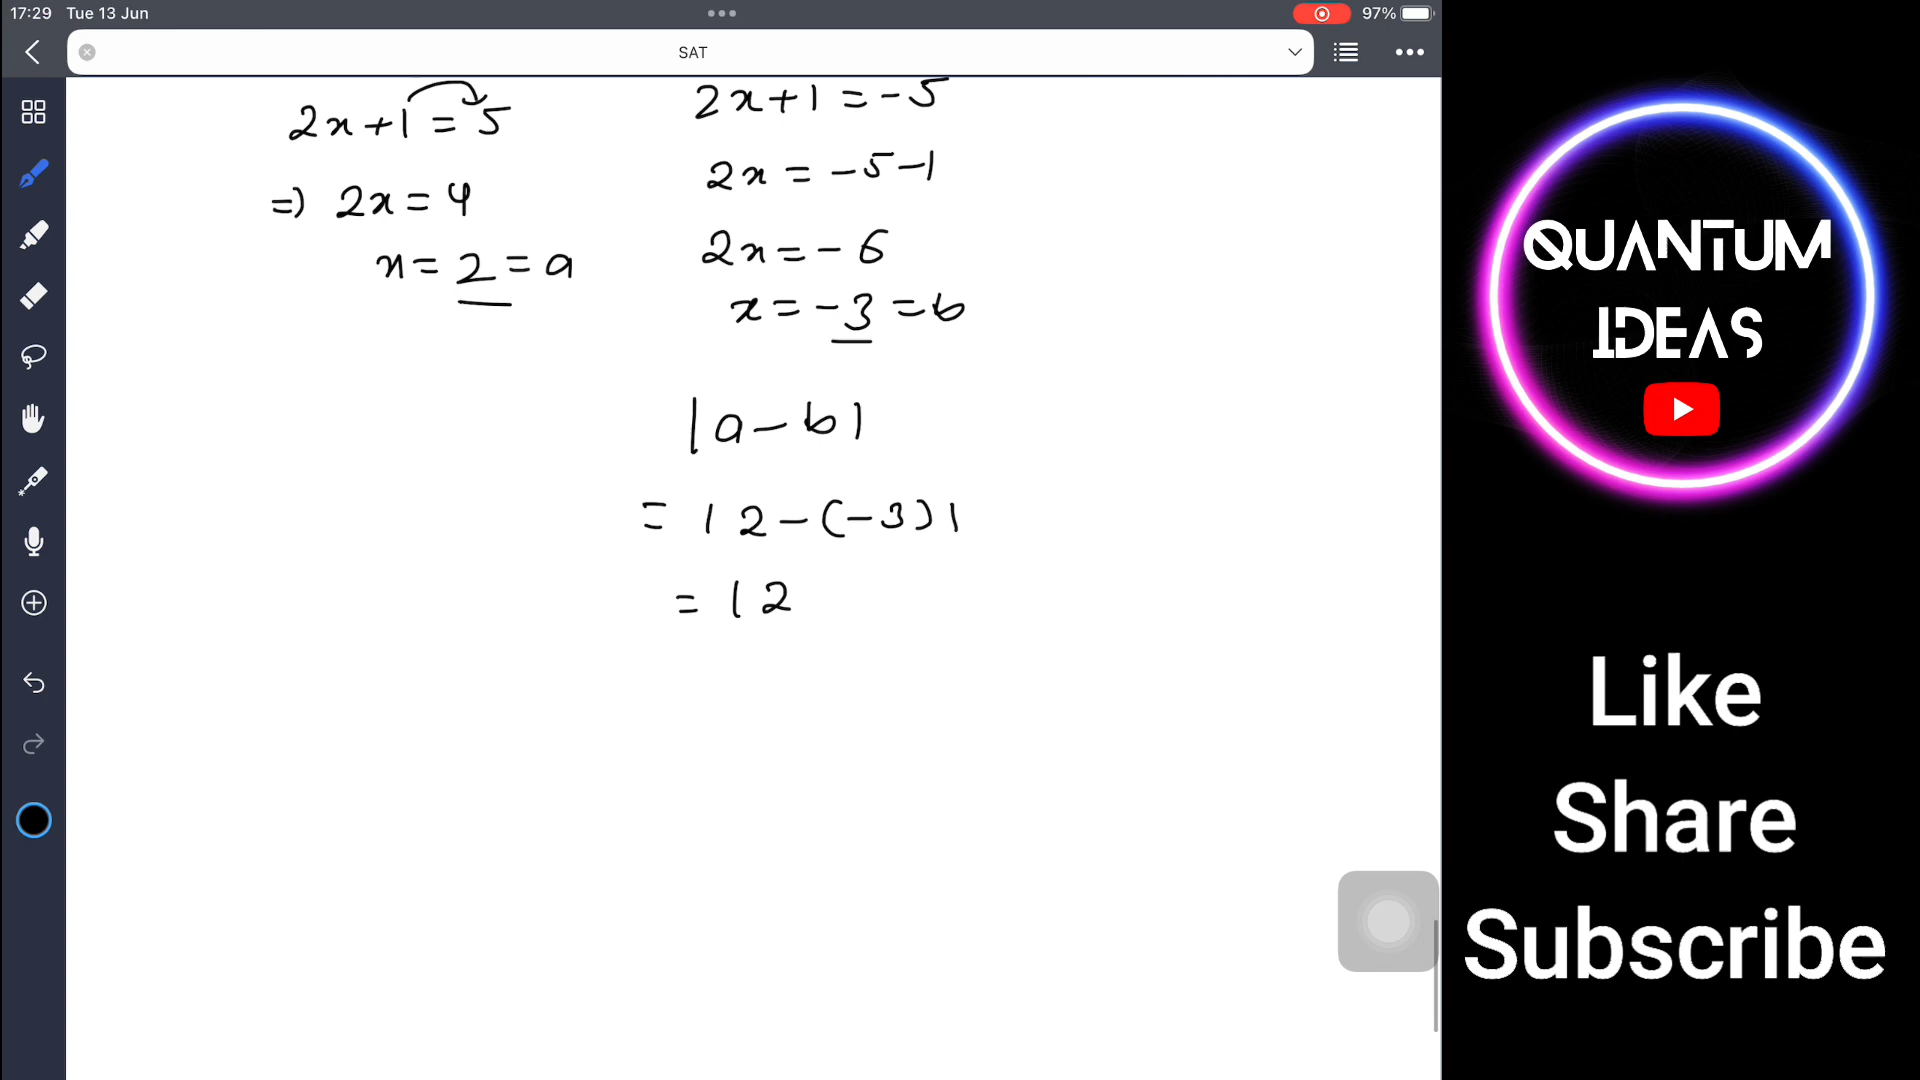 17:29 Tue 13 Jun
97%
SAT
2x+1=5
=) 2x=4
x=2=a
2x+1=-5
2x=-5-1
2x=-6
x=-3=b
|a-b|
=|2-(-3)|
=|2
QUANTUM
IDEAS
Like
Share
Subscribe